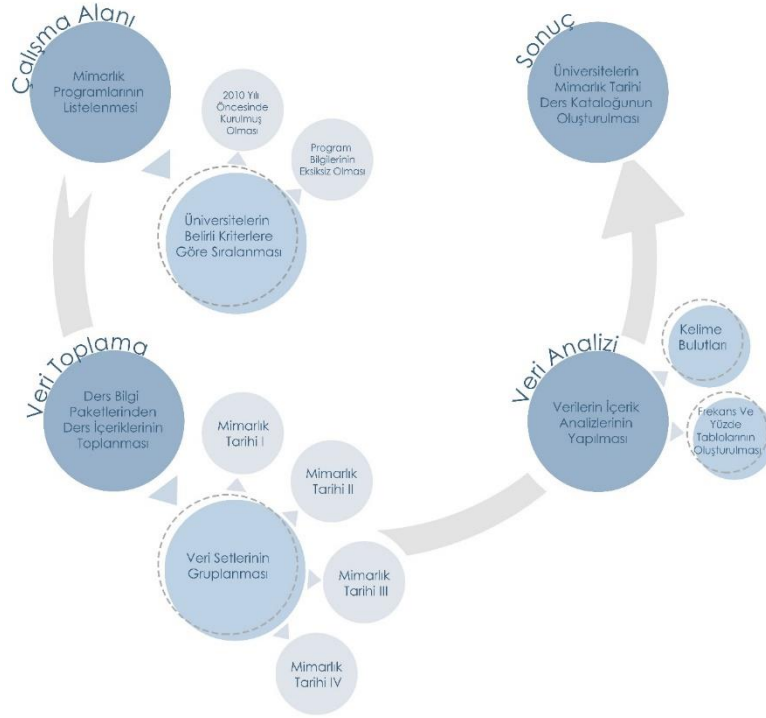 Çalışma Alanı
Mimarlık
Programlarının
Listelenmesi
2010 Yılı
Öncesinde
Kurulmuş
Olması
Program
Bilgilerinin
Eksiksiz Olması
Üniversitelerin
Belirli Kriterlere
Göre Sıralanması
Veri Toplama
Ders Bilgi
Paketlerinden
Ders İçeriklerinin
Toplanması
Mimarlık
Tarihi I
Mimarlık
Tarihi II
Veri Setlerinin
Gruplanması
Mimarlık
Tarihi III
Mimarlık
Tarihi IV
Veri Analizi
Verilerin İçerik
Analizlerinin
Yapılması
Kelime
Bulutları
Frekans Ve
Yüzde
Tablolarının
Oluşturulması
Sonuç
Üniversitelerin
Mimarlık Tarihi
Ders Kataloğunun
Oluşturulması